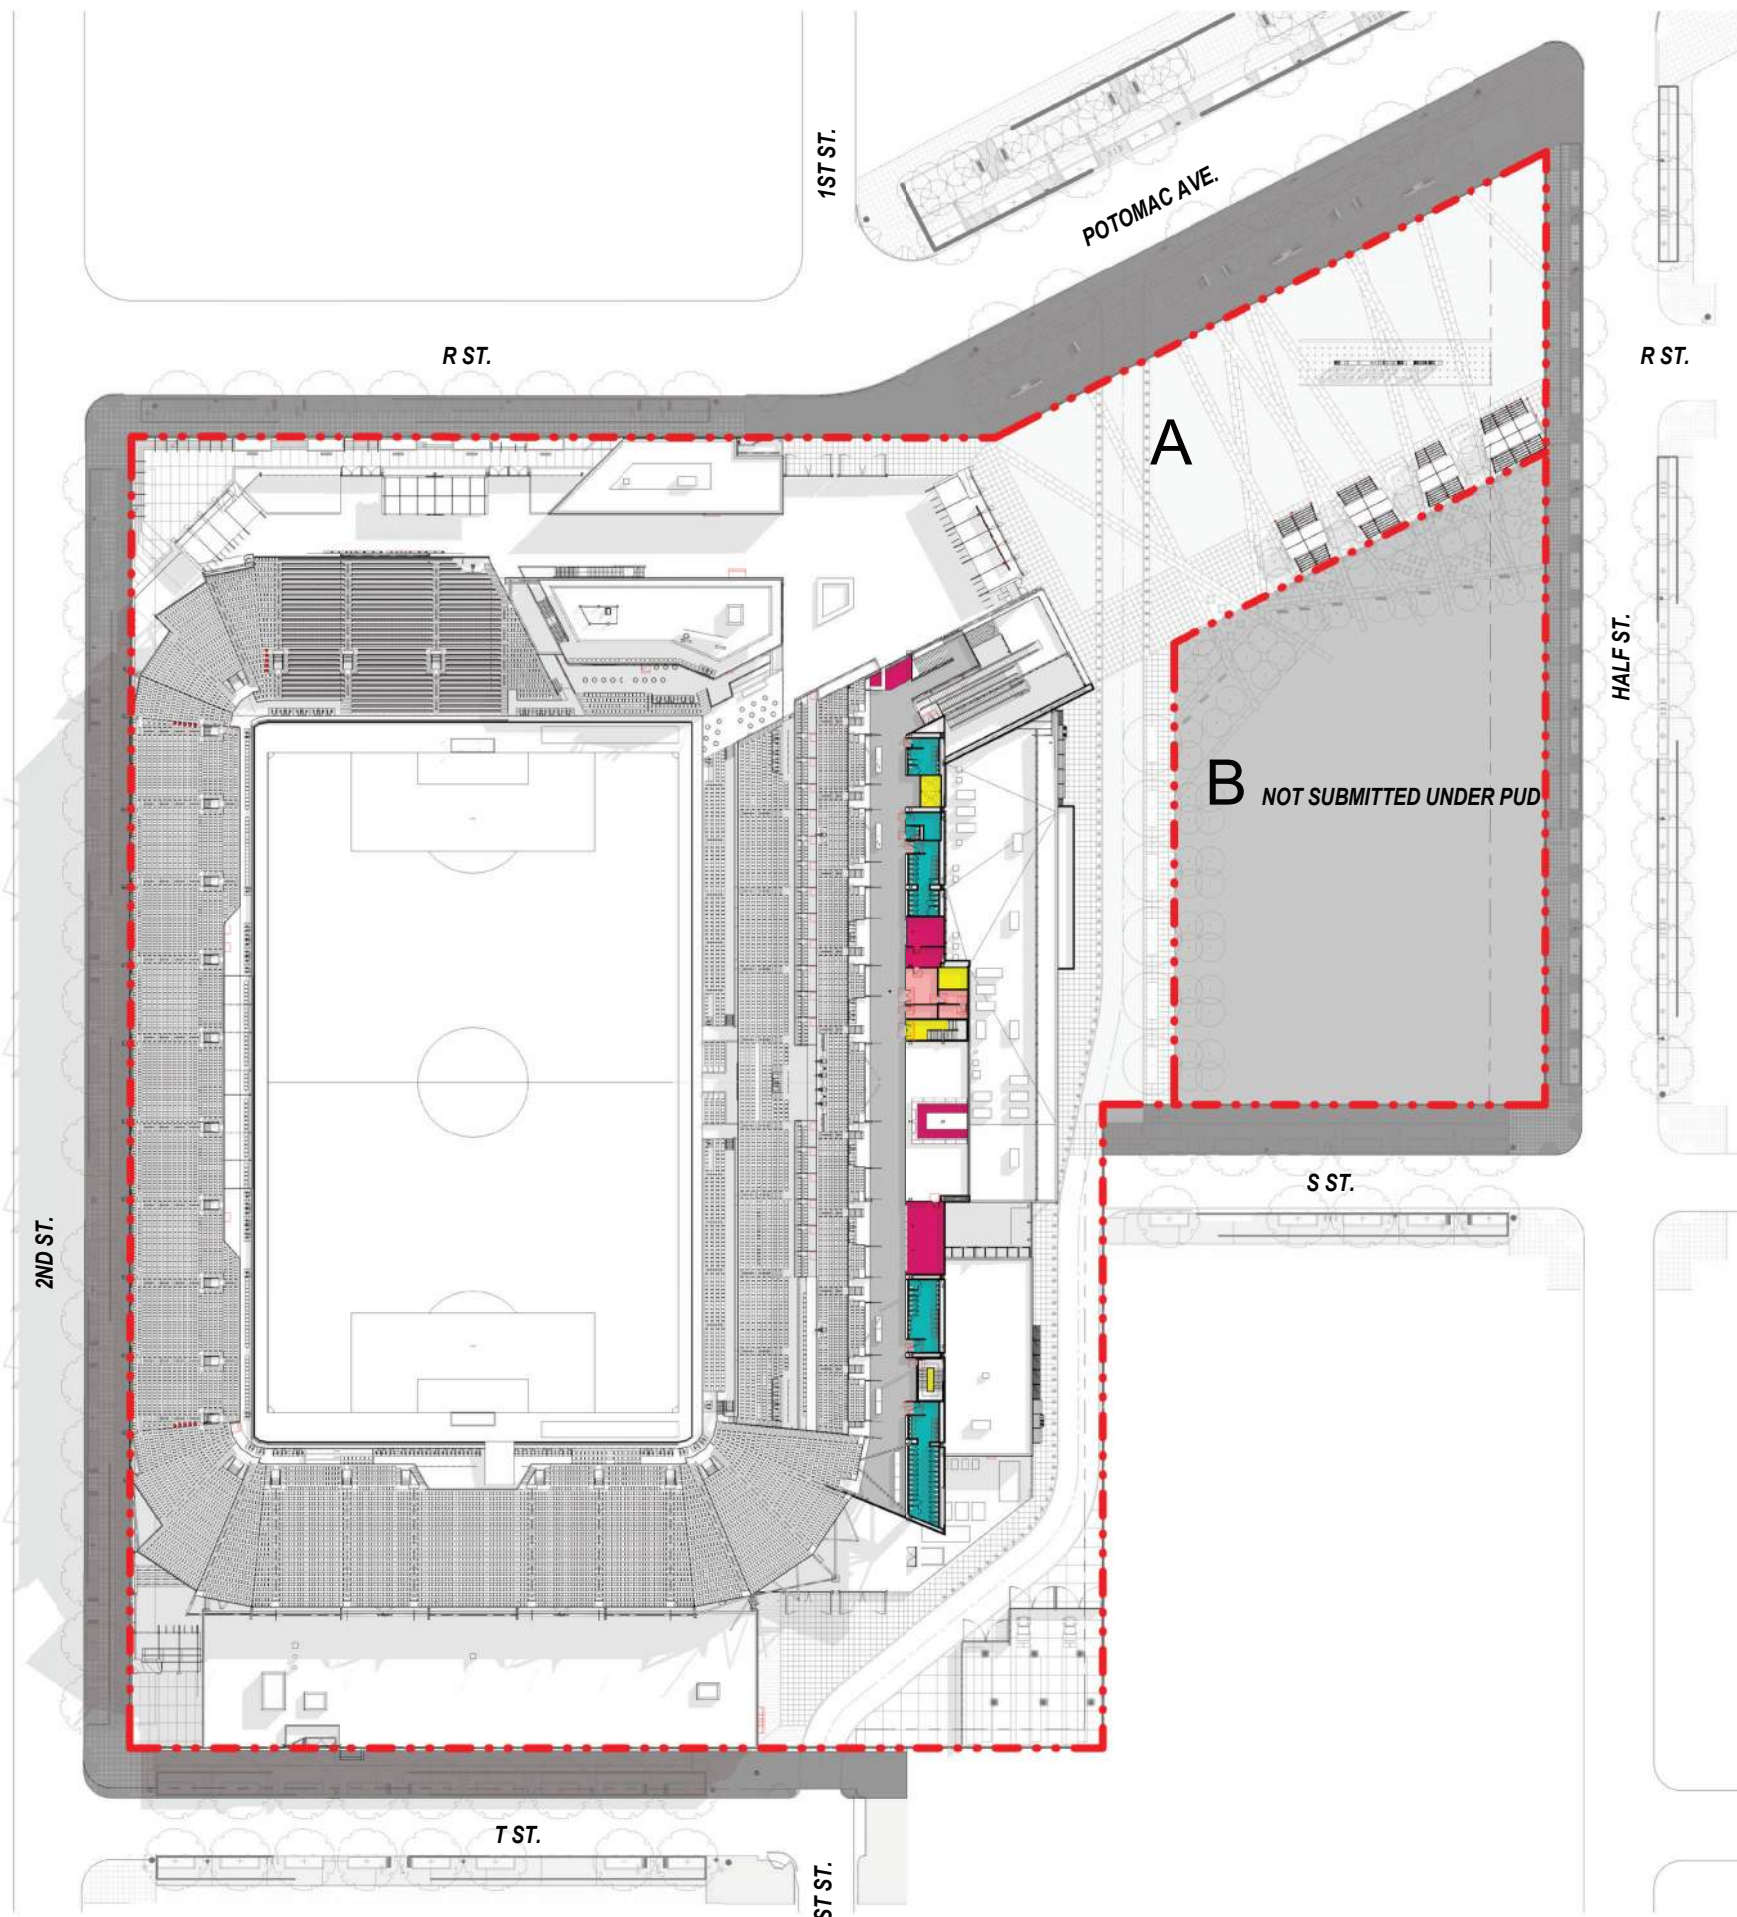 1ST ST.
POTOMAC AVE.
R ST.
R ST.
A
HALF ST.
B NOT SUBMITTED UNDER PUD
S ST.
2ND ST.
T ST.
ST ST.